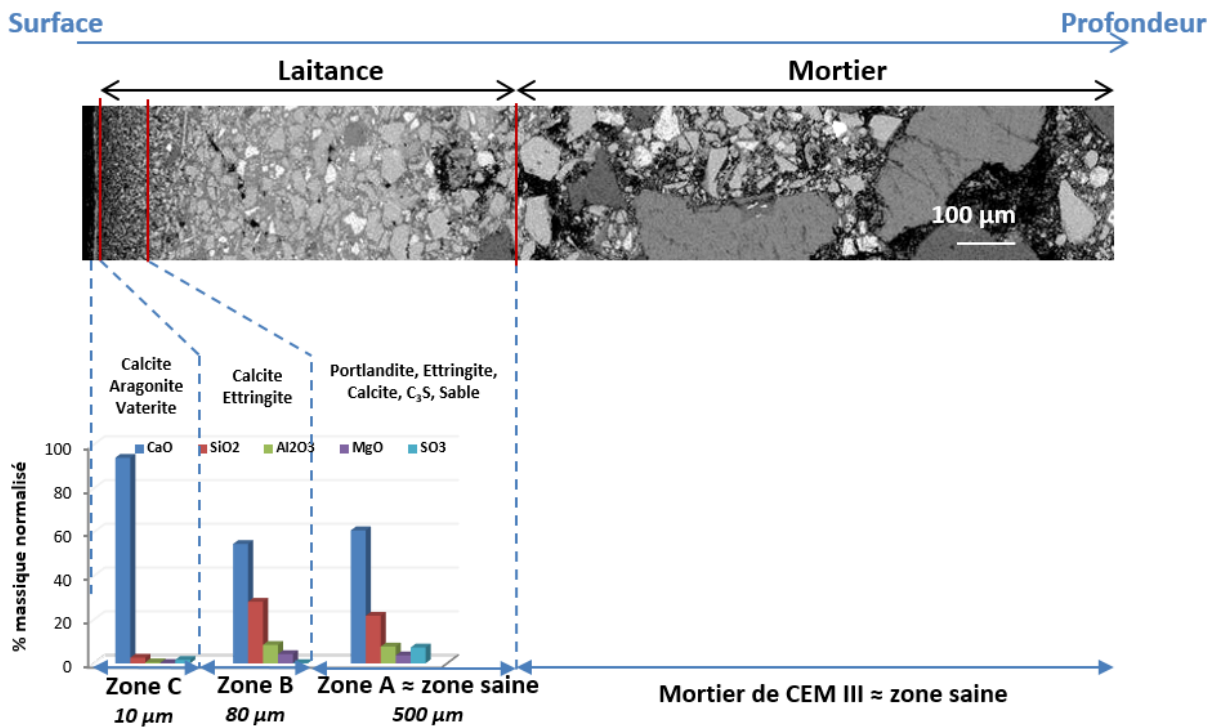 Surface
Profondeur
Laitance
Mortier
100 µm
Calcite
Aragonite
Vaterite
Calcite
Ettringite
Portlandite, Ettringite,
Calcite, C₃S, Sable
% massique normalisé
100
80
60
40
20
0
CaO
SiO2
Al2O3
MgO
SO3
Zone C
10 µm
Zone B
80 µm
Zone A ≈ zone saine
500 µm
Mortier de CEM III ≈ zone saine